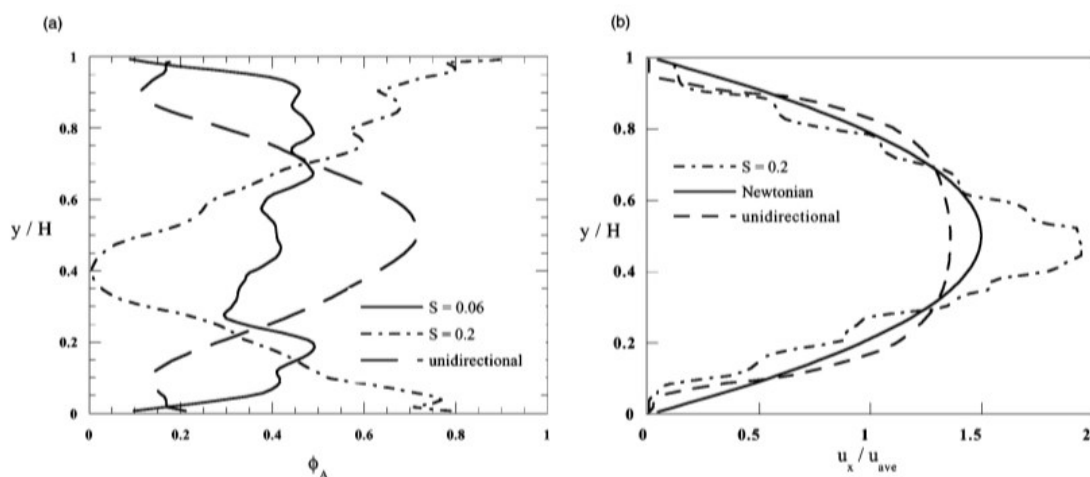 (a)
1
0.8
0.6
y / H
0.4
0.2
0
S = 0.06
S = 0.2
unidirectional
0 0.2 0.4 0.6 0.8 1
ϕA
(b)
1
0.8
0.6
y / H
0.4
0.2
0
S = 0.2
Newtonian
unidirectional
0 0.5 1 1.5 2
ux / uave